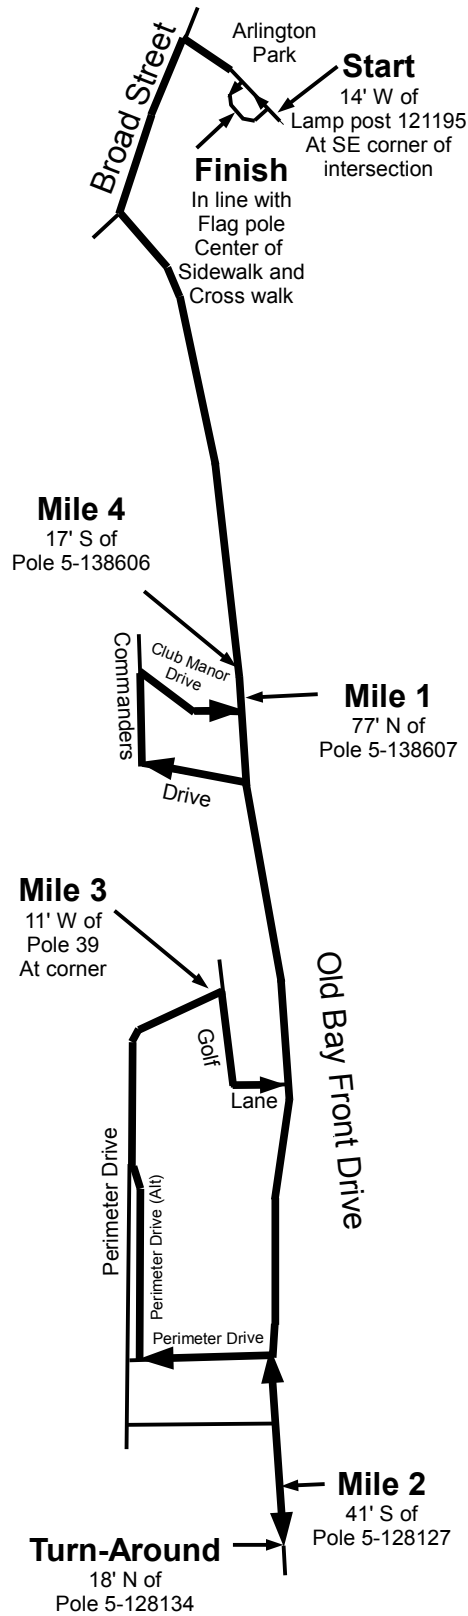 Arlington
Park
Start
14' W of
Lamp post 121195
At SE corner of
intersection
Broad Street
Finish
In line with
Flag pole
Center of
Sidewalk and
Cross walk
Mile 4
17' S of
Pole 5-138606
Commanders
Club Manor
Drive
Mile 1
77' N of
Pole 5-138607
Drive
Mile 3
11' W of
Pole 39
At corner
Golf
Lane
Old Bay Front Drive
Perimeter Drive
Perimeter Drive (Alt)
Perimeter Drive
Mile 2
41' S of
Pole 5-128127
Turn-Around
18' N of
Pole 5-128134